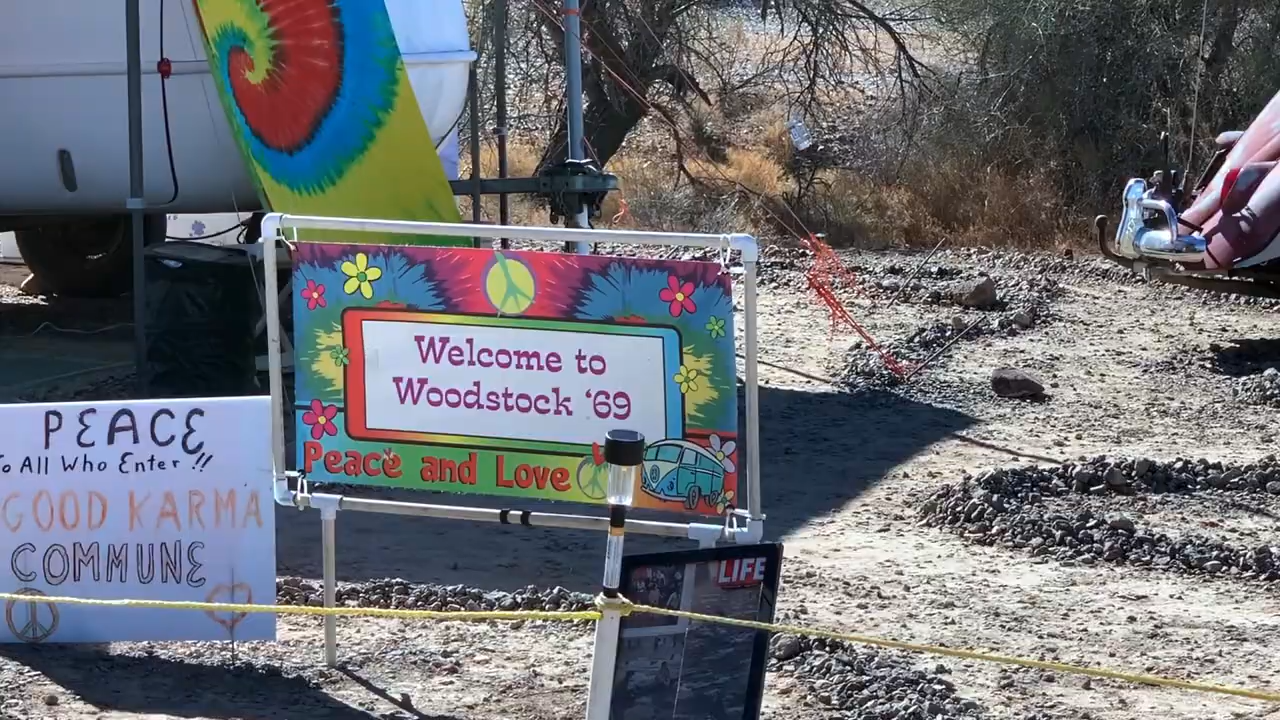 Welcome to
Woodstock ‘69
Peace and Love
PEACE
To All Who Enter !!
GOOD KARMA
COMMUNE
LIFE